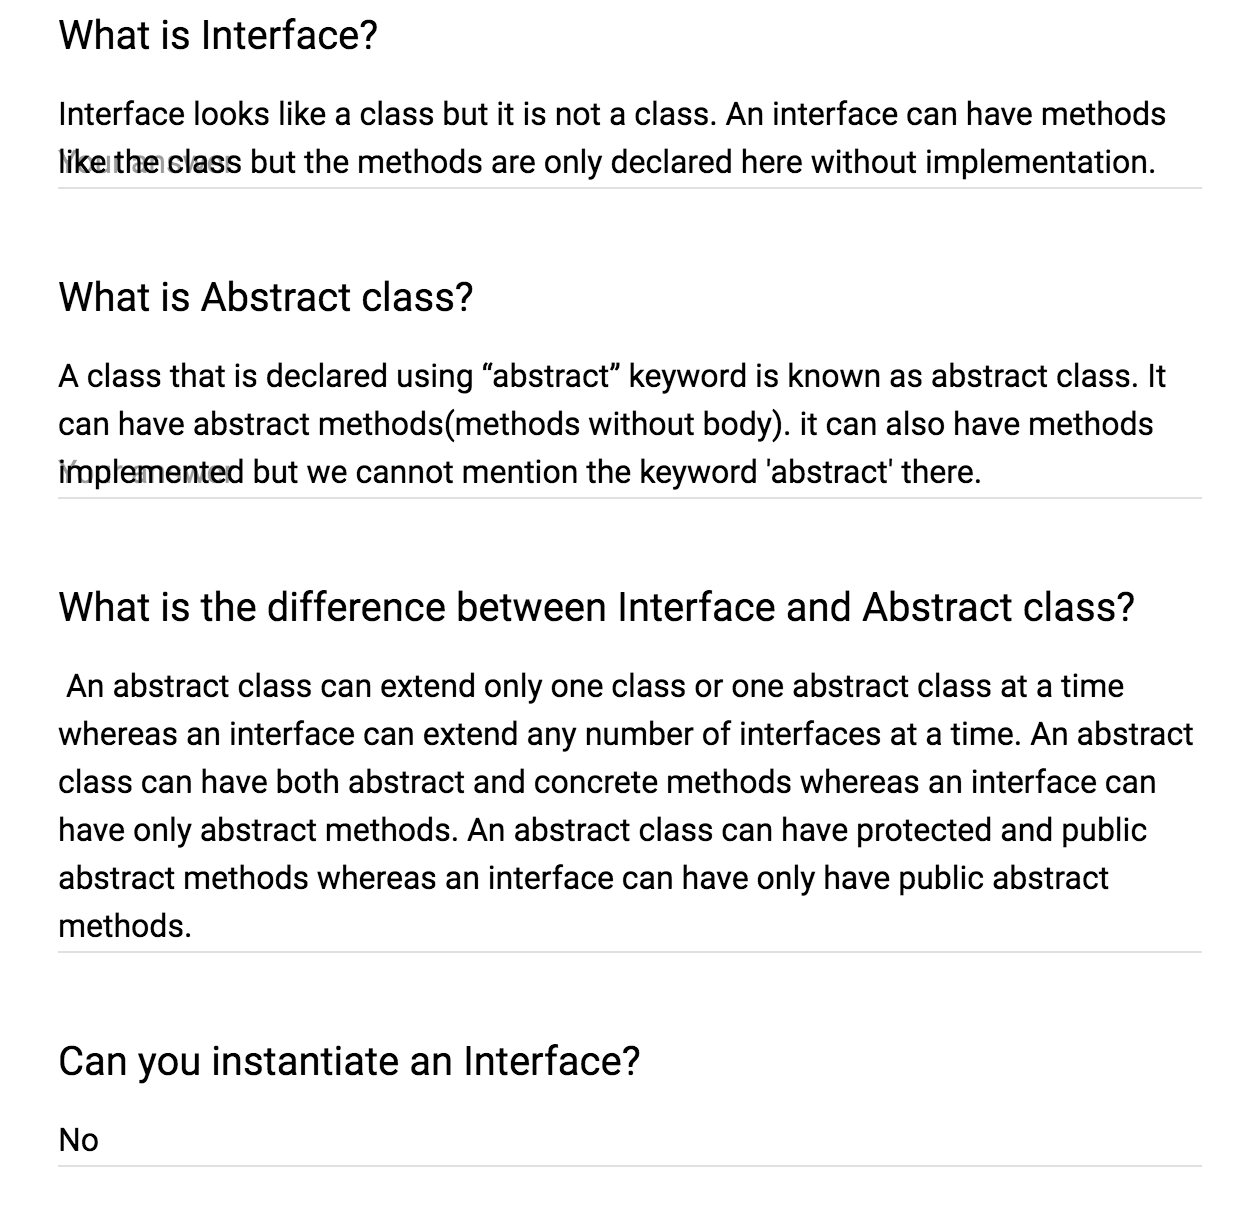 What is Interface?
Interface looks like a class but it is not a class. An interface can have methods
like the class but the methods are only declared here without implementation.
Your answer
What is Abstract class?
A class that is declared using “abstract” keyword is known as abstract class. It
can have abstract methods(methods without body). it can also have methods
implemented but we cannot mention the keyword 'abstract' there.
Your answer
What is the difference between Interface and Abstract class?
An abstract class can extend only one class or one abstract class at a time
whereas an interface can extend any number of interfaces at a time. An abstract
class can have both abstract and concrete methods whereas an interface can
have only abstract methods. An abstract class can have protected and public
abstract methods whereas an interface can have only have public abstract
methods.
Can you instantiate an Interface?
No